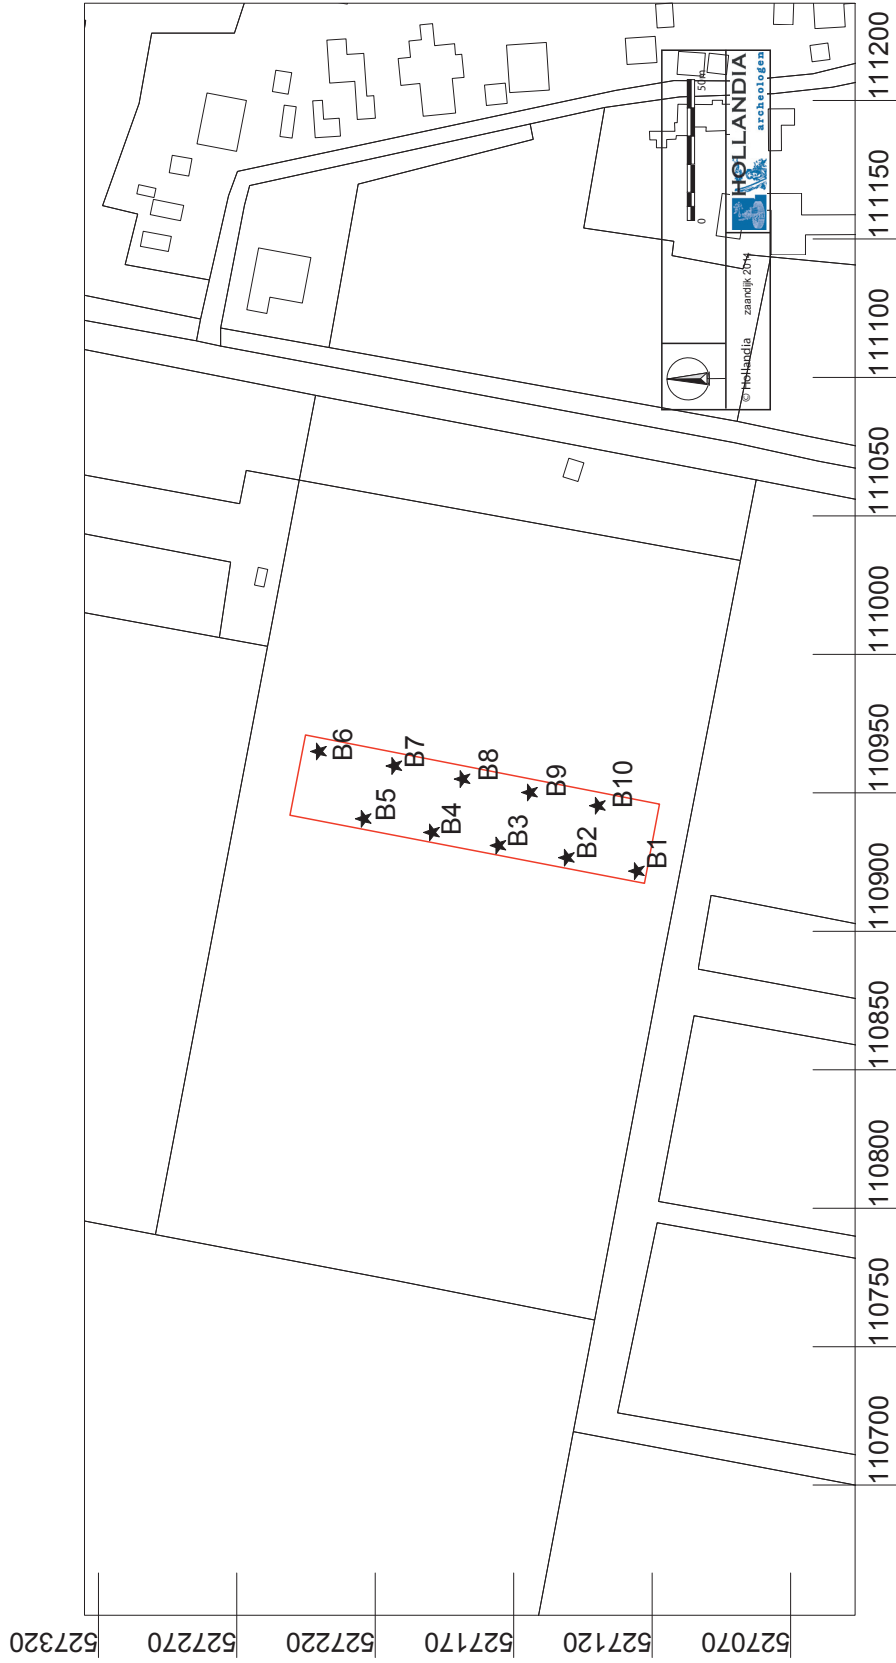 527320
527270
527220
527170
527120
527070
110700
110750
110800
110850
110900
110950
111000
111050
111100
111150
111200
B1
B2
B3
B4
B5
B6
B7
B8
B9
B10
0
50m
© Hollandia
zaandijk 2014
HOLLANDIA
archeologen